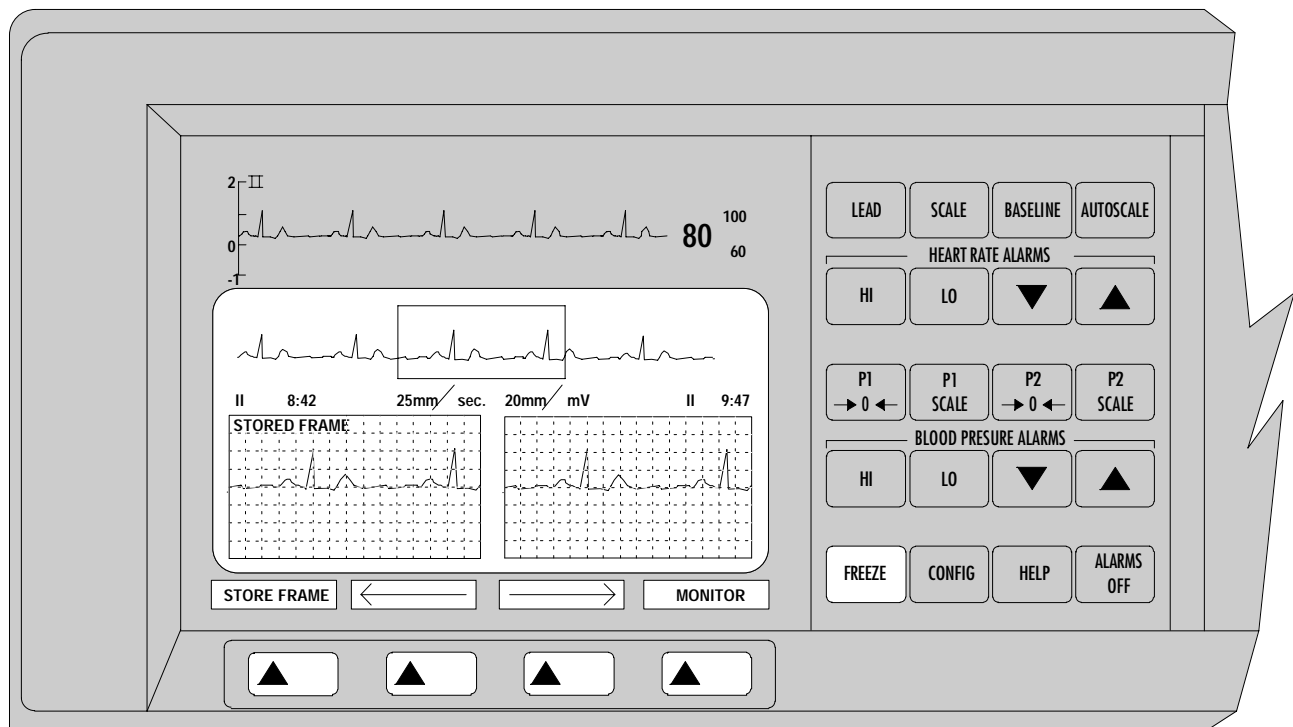 2 II
0
-1
80
100
60
II 8:42 25mm/ sec. 20mm/ mV II 9:47
STORED FRAME
STORE FRAME
MONITOR
LEAD
SCALE
BASELINE
AUTOSCALE
HEART RATE ALARMS
HI
LO
P1
0
P1
SCALE
P2
0
P2
SCALE
BLOOD PRESURE ALARMS
HI
LO
FREEZE
CONFIG
HELP
ALARMS
OFF